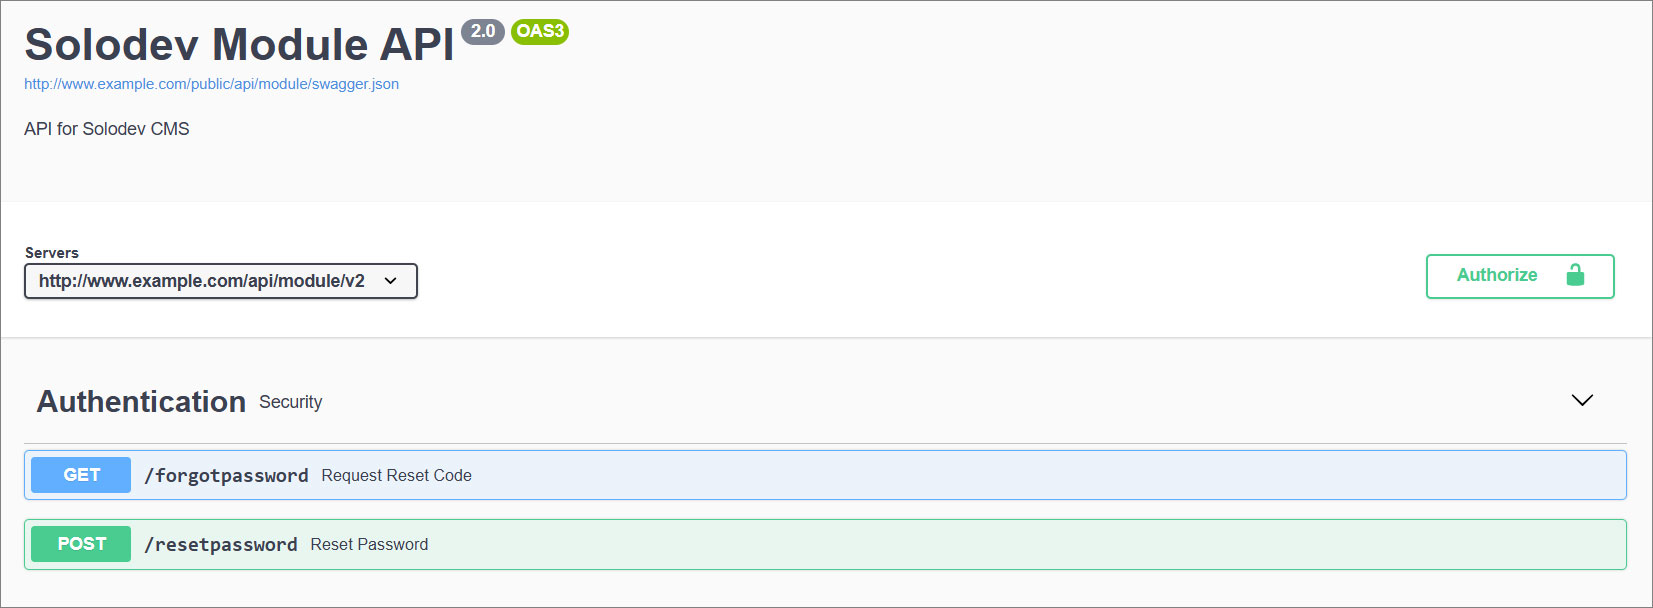 Solodev Module API 2.0 OAS3
http://www.example.com/public/api/module/swagger.json
API for Solodev CMS
Servers
http://www.example.com/api/module/v2
Authorize
Authentication Security
GET /forgotpassword Request Reset Code
POST /resetpassword Reset Password